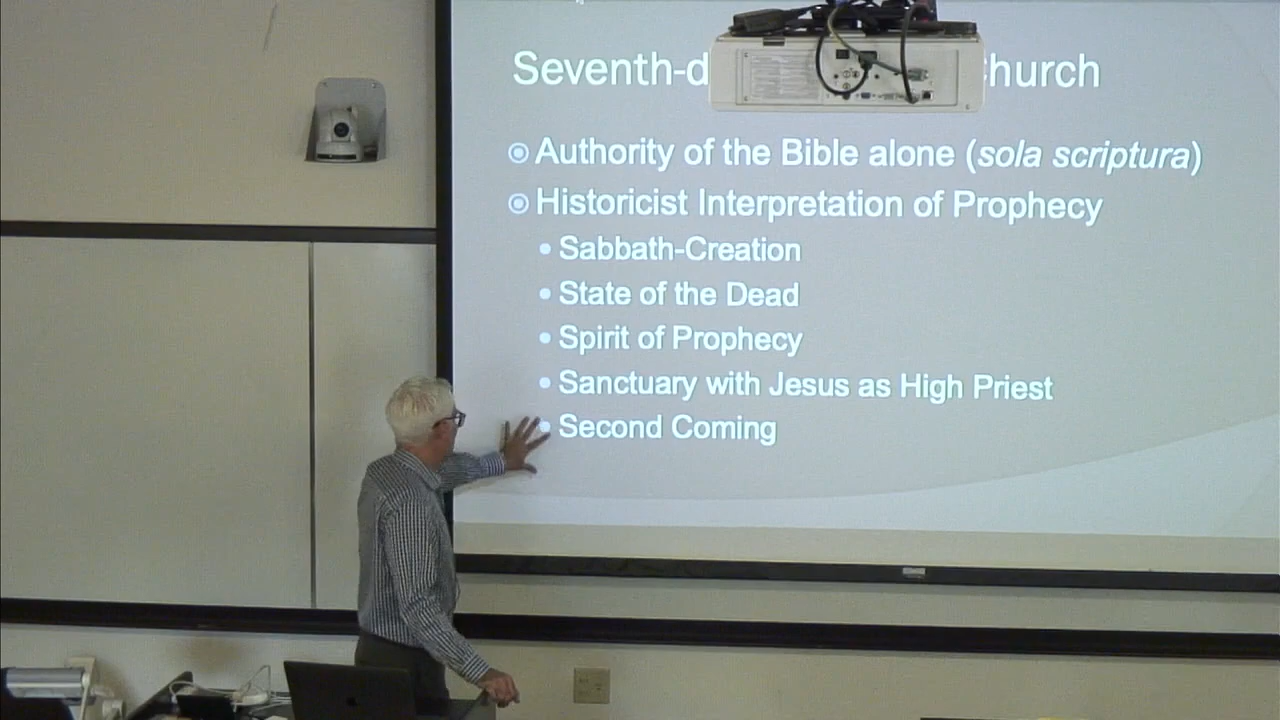 Seventh-d hurch
Authority of the Bible alone (sola scriptura)
Historicist Interpretation of Prophecy
Sabbath-Creation
State of the Dead
Spirit of Prophecy
Sanctuary with Jesus as High Priest
Second Coming